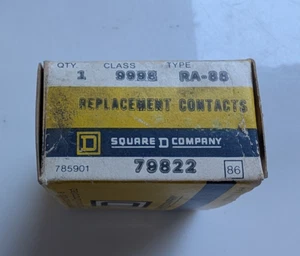 QTY. CLASS TYPE
1 9998 RA-88
REPLACEMENT CONTACTS
D SQUARE D COMPANY
785901 79822 86